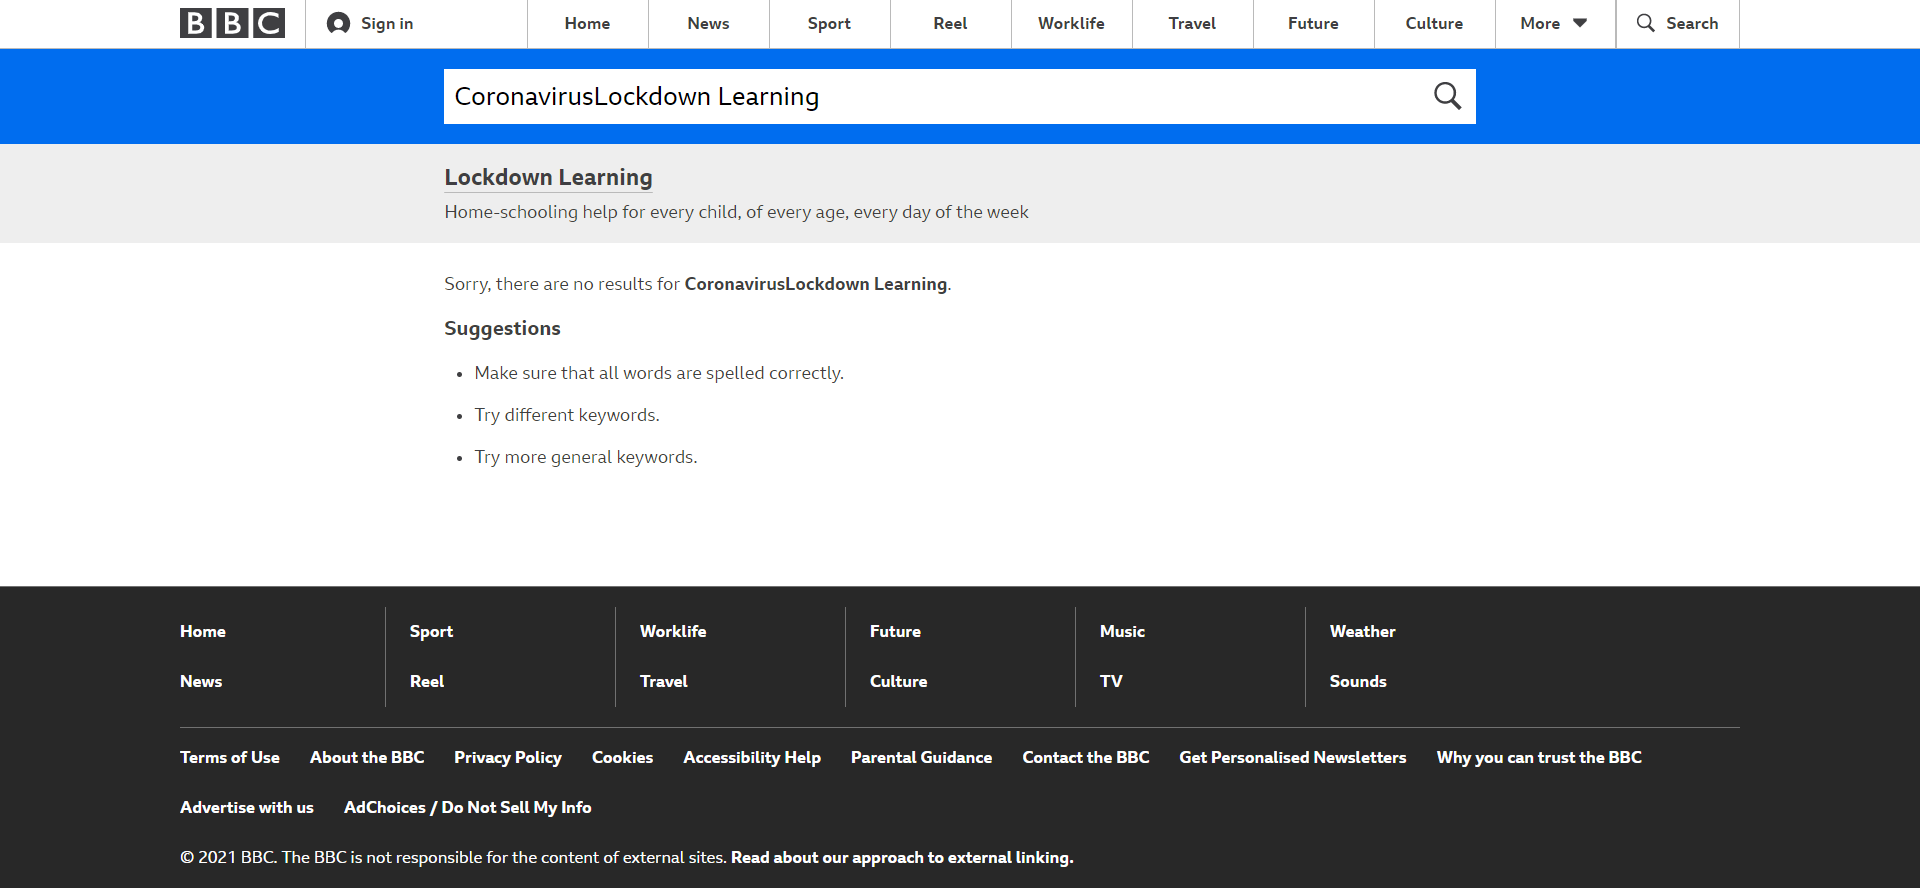 BBC Sign in Home News Sport Reel Worklife Travel Future Culture More Search
CoronavirusLockdown Learning
Lockdown Learning
Home-schooling help for every child, of every age, every day of the week
Sorry, there are no results for CoronavirusLockdown Learning.
Suggestions
• Make sure that all words are spelled correctly.
• Try different keywords.
• Try more general keywords.
Home Sport Worklife Future Music Weather
News Reel Travel Culture TV Sounds
Terms of Use About the BBC Privacy Policy Cookies Accessibility Help Parental Guidance Contact the BBC Get Personalised Newsletters Why you can trust the BBC
Advertise with us AdChoices / Do Not Sell My Info
© 2021 BBC. The BBC is not responsible for the content of external sites. Read about our approach to external linking.